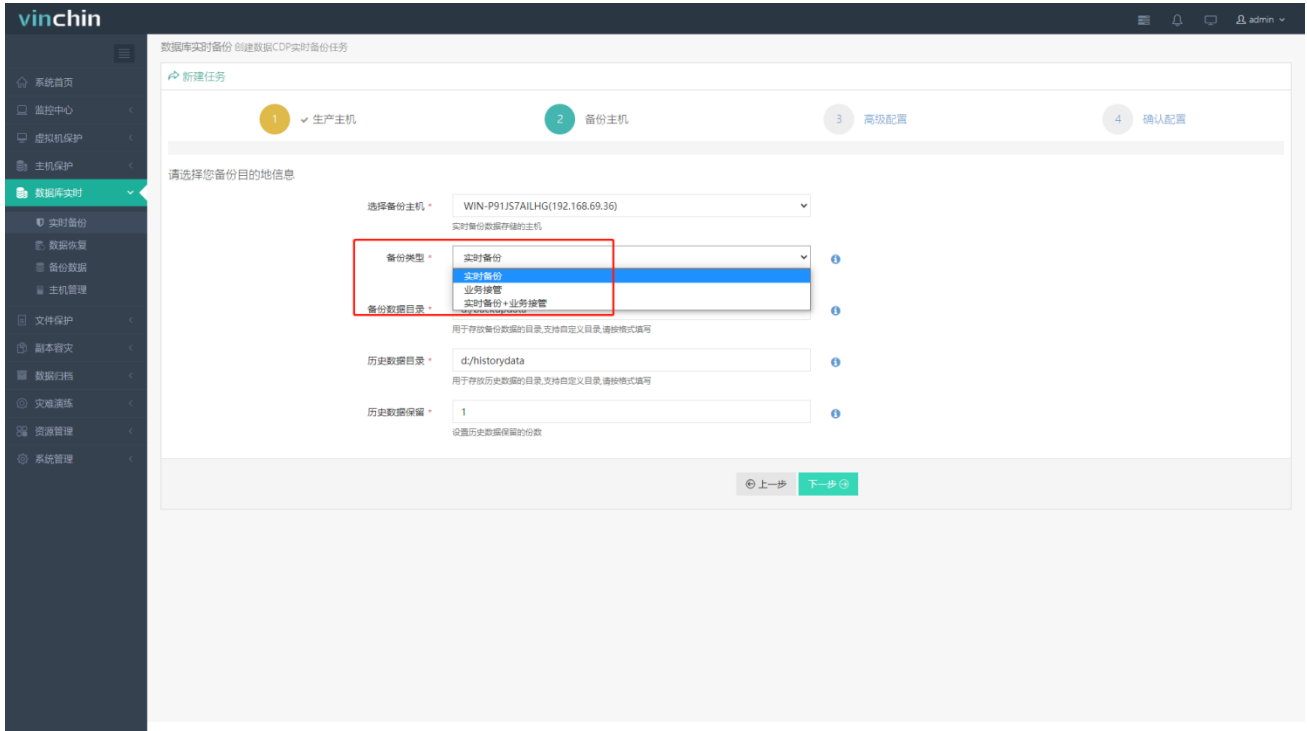 vinchin
admin
数据库实时备份 创建数据CDP实时备份任务
系统首页
监控中心
虚拟机保护
主机保护
数据库实时
实时备份
数据恢复
备份数据
主机管理
文件保护
副本容灾
数据归档
灾难演练
资源管理
系统管理
新建任务
1 生产主机
2 备份主机
3 高级配置
4 确认配置
请选择您备份目的地信息
选择备份主机 * WIN-P91JS7AILHG(192.168.69.36)
实时备份数据存储的主机
备份类型 * 实时备份
实时备份
业务接管
实时备份+业务接管
备份数据目录 * d:/backupdata
用于存放备份数据的目录,支持自定义目录,请按格式填写
历史数据目录 * d:/historydata
用于存放历史数据的目录,支持自定义目录,请按格式填写
历史数据保留 * 1
设置历史数据保留的份数
上一步 下一步